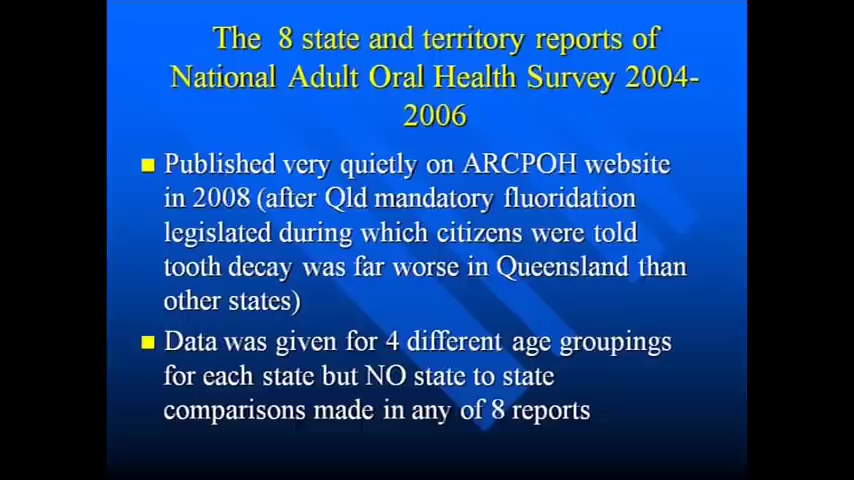 The 8 state and territory reports of
National Adult Oral Health Survey 2004-
2006
Published very quietly on ARCPOH website
in 2008 (after Qld mandatory fluoridation
legislated during which citizens were told
tooth decay was far worse in Queensland than
other states)
Data was given for 4 different age groupings
for each state but NO state to state
comparisons made in any of 8 reports